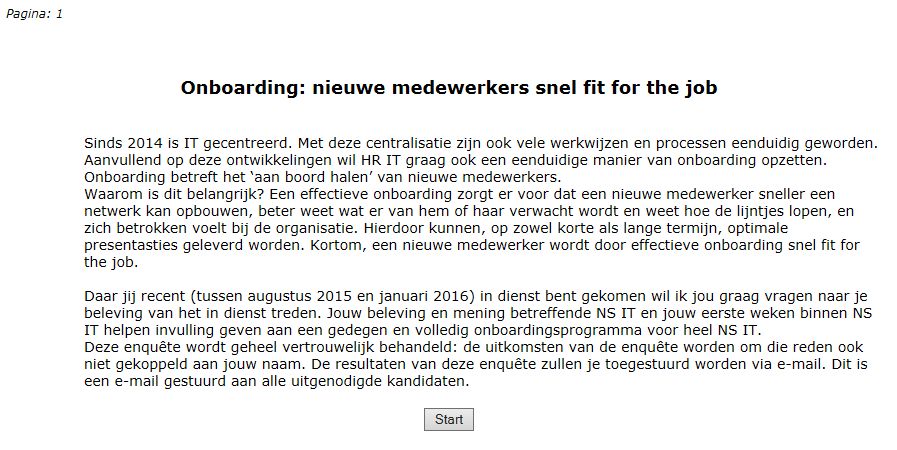 Pagina: 1
Onboarding: nieuwe medewerkers snel fit for the job
Sinds 2014 is IT gecentreerd. Met deze centralisatie zijn ook vele werkwijzen en processen eenduidig geworden.
Aanvullend op deze ontwikkelingen wil HR IT graag ook een eenduidige manier van onboarding opzetten.
Onboarding betreft het ‘aan boord halen’ van nieuwe medewerkers.
Waarom is dit belangrijk? Een effectieve onboarding zorgt er voor dat een nieuwe medewerker sneller een
netwerk kan opbouwen, beter weet wat er van hem of haar verwacht wordt en weet hoe de lijntjes lopen, en
zich betrokken voelt bij de organisatie. Hierdoor kunnen, op zowel korte als lange termijn, optimale
presentasties geleverd worden. Kortom, een nieuwe medewerker wordt door effectieve onboarding snel fit for
the job.
Daar jij recent (tussen augustus 2015 en januari 2016) in dienst bent gekomen wil ik jou graag vragen naar je
beleving van het in dienst treden. Jouw beleving en mening betreffende NS IT en jouw eerste weken binnen NS
IT helpen invulling geven aan een gedegen en volledig onboardingsprogramma voor heel NS IT.
Deze enquête wordt geheel vertrouwelijk behandeld: de uitkomsten van de enquête worden om die reden ook
niet gekoppeld aan jouw naam. De resultaten van deze enquête zullen je toegestuurd worden via e-mail. Dit is
een e-mail gestuurd aan alle uitgenodigde kandidaten.
Start